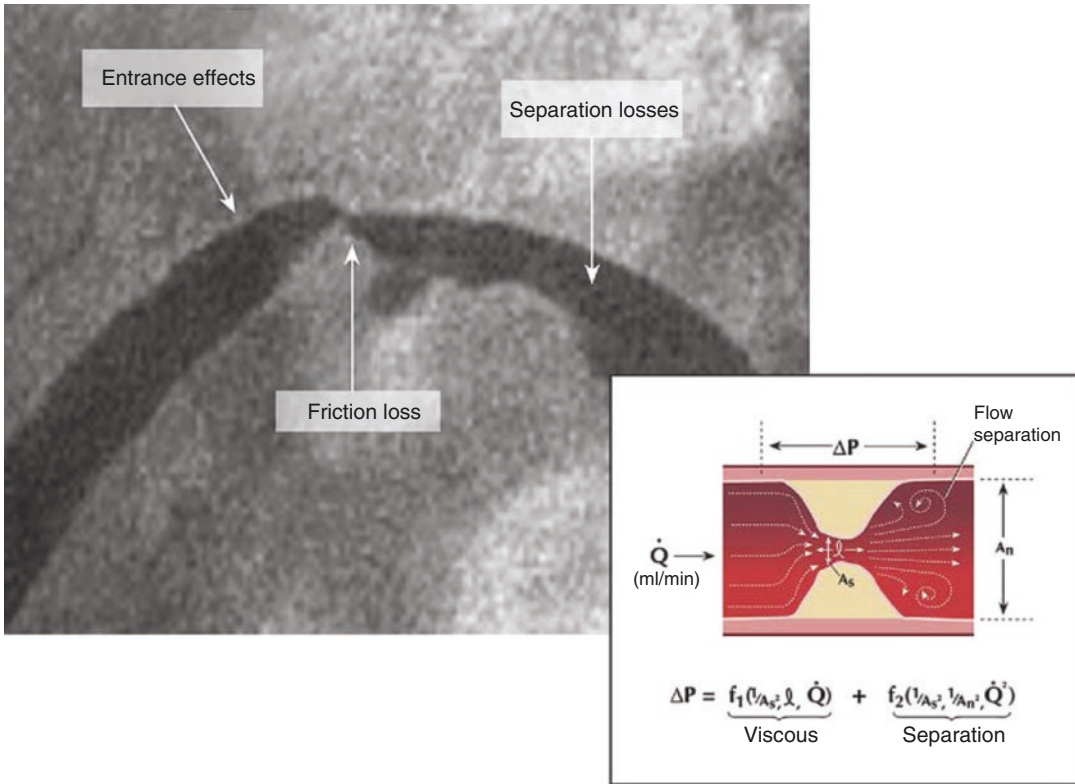 Entrance effects
Separation losses
Friction loss
Flow
separation
ΔP
Q̇
(ml/min)
ℓ
As
An
ΔP = f₁(1/As², ℓ, Q̇) + f₂(1/As², 1/An², Q̇²)
Viscous
Separation